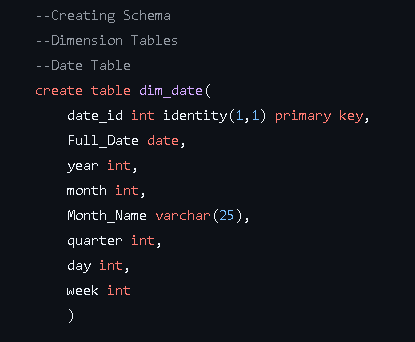 --Creating Schema
--Dimension Tables
--Date Table
create table dim_date(
date_id int identity(1,1) primary key,
Full_Date date,
year int,
month int,
Month_Name varchar(25),
quarter int,
day int,
week int
)